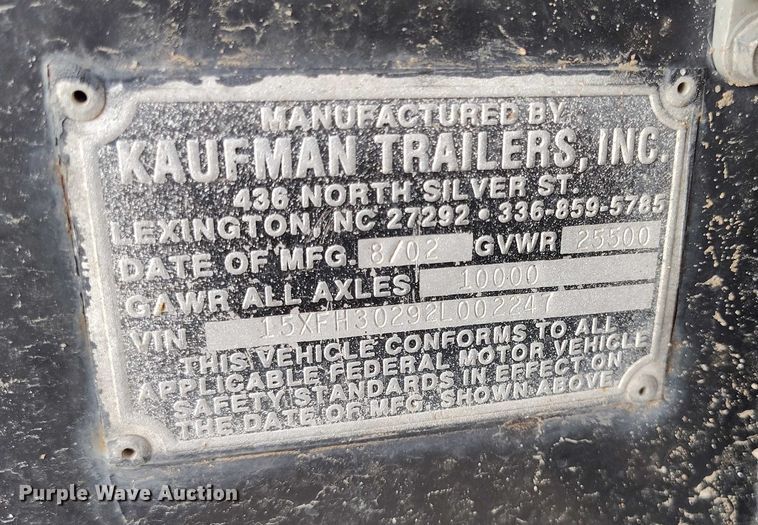 MANUFACTURED BY
KAUFMAN TRAILERS, INC.
436 NORTH SILVER ST.
LEXINGTON, NC 27292 • 336-859-5785
DATE OF MFG. 8/02 GVWR 25500
GAWR ALL AXLES 10000
VIN 15XFH30292L002247
THIS VEHICLE CONFORMS TO ALL
APPLICABLE FEDERAL MOTOR VEHICLE
SAFETY STANDARDS IN EFFECT ON
THE DATE OF MFG. SHOWN ABOVE
Purple Wave Auction